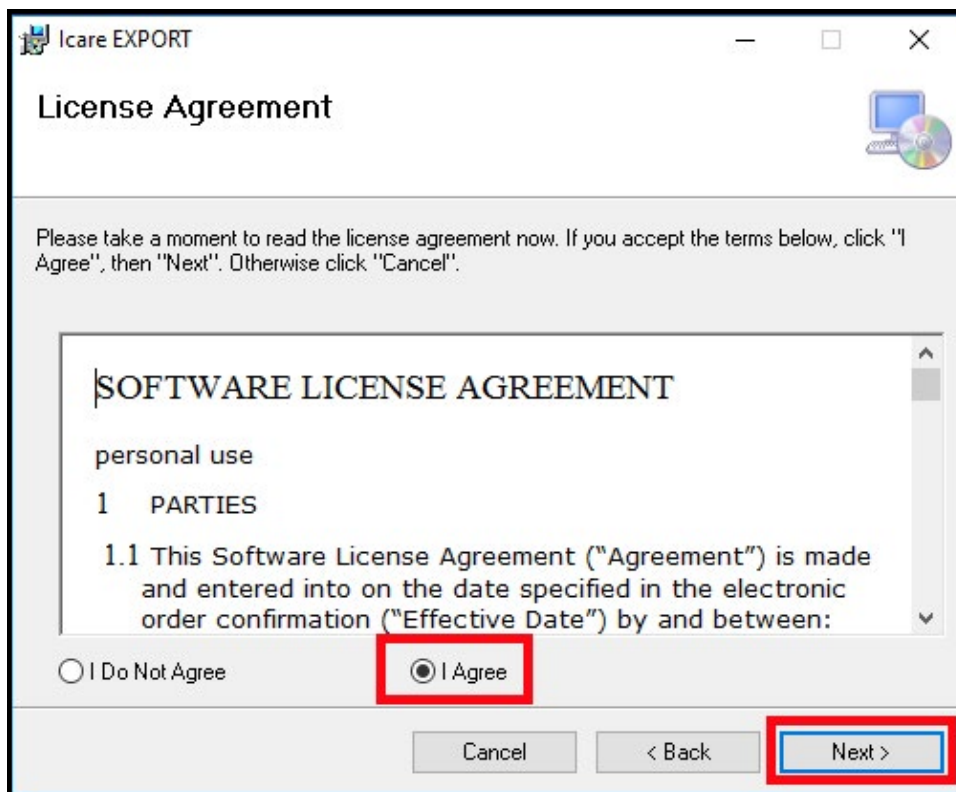 Icare EXPORT
License Agreement
Please take a moment to read the license agreement now. If you accept the terms below, click "I
Agree", then "Next". Otherwise click "Cancel".
SOFTWARE LICENSE AGREEMENT
personal use
1 PARTIES
1.1 This Software License Agreement (“Agreement”) is made
and entered into on the date specified in the electronic
order confirmation (“Effective Date”) by and between:
I Do Not Agree
I Agree
Cancel
< Back
Next >